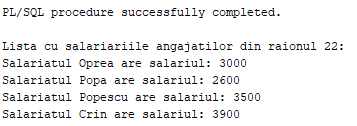 PL/SQL procedure successfully completed.
Lista cu salariariile angajatilor din raionul 22:
Salariatul Oprea are salariul: 3000
Salariatul Popa are salariul: 2600
Salariatul Popescu are salariul: 3500
Salariatul Crin are salariul: 3900